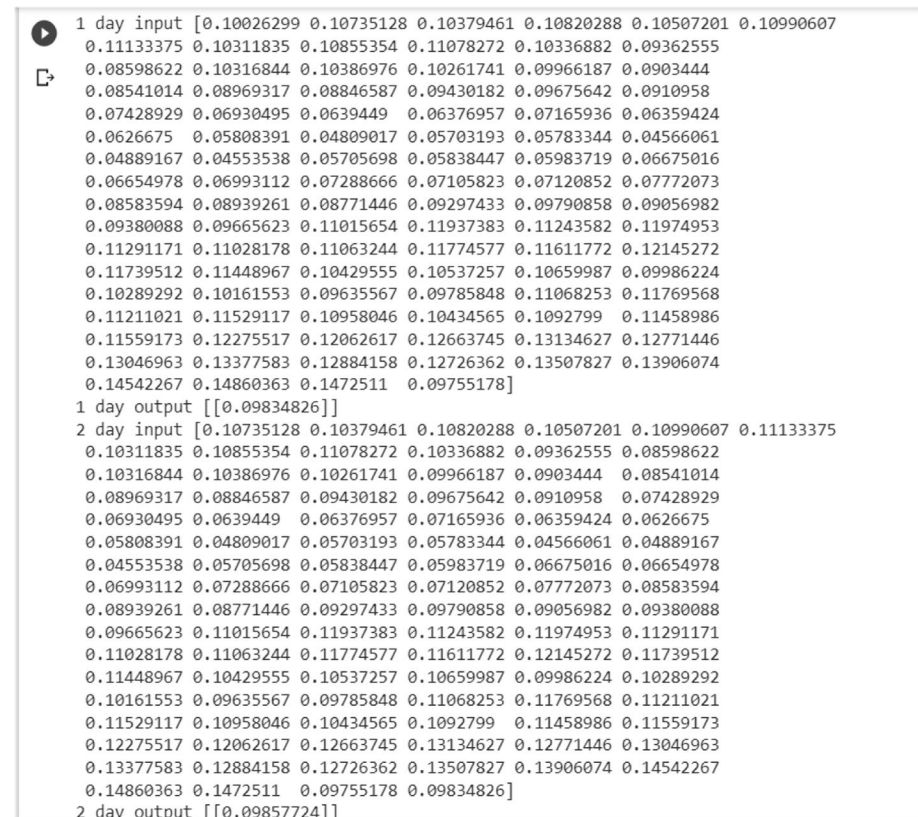 1 day input [0.10026299 0.10735128 0.10379461 0.10820288 0.10507201 0.10990607
0.11133375 0.10311835 0.10855354 0.11078272 0.10336882 0.09362555
0.08598622 0.10316844 0.10386976 0.10261741 0.09966187 0.0903444
0.08541014 0.08969317 0.08846587 0.09430182 0.09675642 0.0910958
0.07428929 0.06930495 0.0639449 0.06376957 0.07165936 0.06359424
0.0626675 0.05808391 0.04809017 0.05703193 0.05783344 0.04566061
0.04889167 0.04553538 0.05705698 0.05838447 0.05983719 0.06675016
0.06654978 0.06993112 0.07288666 0.07105823 0.07120852 0.07772073
0.08583594 0.08939261 0.08771446 0.09297433 0.09790858 0.09056982
0.09380088 0.09665623 0.11015654 0.11937383 0.11243582 0.11974953
0.11291171 0.11028178 0.11063244 0.11774577 0.11611772 0.12145272
0.11739512 0.11448967 0.10429555 0.10537257 0.10659987 0.09986224
0.10289292 0.10161553 0.09635567 0.09785848 0.11068253 0.11769568
0.11211021 0.11529117 0.10958046 0.10434565 0.1092799 0.11458986
0.11559173 0.12275517 0.12062617 0.12663745 0.13134627 0.12771446
0.13046963 0.13377583 0.12884158 0.12726362 0.13507827 0.13906074
0.14542267 0.14860363 0.1472511 0.09755178]
1 day output [[0.09834826]]
2 day input [0.10735128 0.10379461 0.10820288 0.10507201 0.10990607 0.11133375
0.10311835 0.10855354 0.11078272 0.10336882 0.09362555 0.08598622
0.10316844 0.10386976 0.10261741 0.09966187 0.0903444 0.08541014
0.08969317 0.08846587 0.09430182 0.09675642 0.0910958 0.07428929
0.06930495 0.0639449 0.06376957 0.07165936 0.06359424 0.0626675
0.05808391 0.04809017 0.05703193 0.05783344 0.04566061 0.04889167
0.04553538 0.05705698 0.05838447 0.05983719 0.06675016 0.06654978
0.06993112 0.07288666 0.07105823 0.07120852 0.07772073 0.08583594
0.08939261 0.08771446 0.09297433 0.09790858 0.09056982 0.09380088
0.09665623 0.11015654 0.11937383 0.11243582 0.11974953 0.11291171
0.11028178 0.11063244 0.11774577 0.11611772 0.12145272 0.11739512
0.11448967 0.10429555 0.10537257 0.10659987 0.09986224 0.10289292
0.10161553 0.09635567 0.09785848 0.11068253 0.11769568 0.11211021
0.11529117 0.10958046 0.10434565 0.1092799 0.11458986 0.11559173
0.12275517 0.12062617 0.12663745 0.13134627 0.12771446 0.13046963
0.13377583 0.12884158 0.12726362 0.13507827 0.13906074 0.14542267
0.14860363 0.1472511 0.09755178 0.09834826]
2 day output [[0.09857724]]